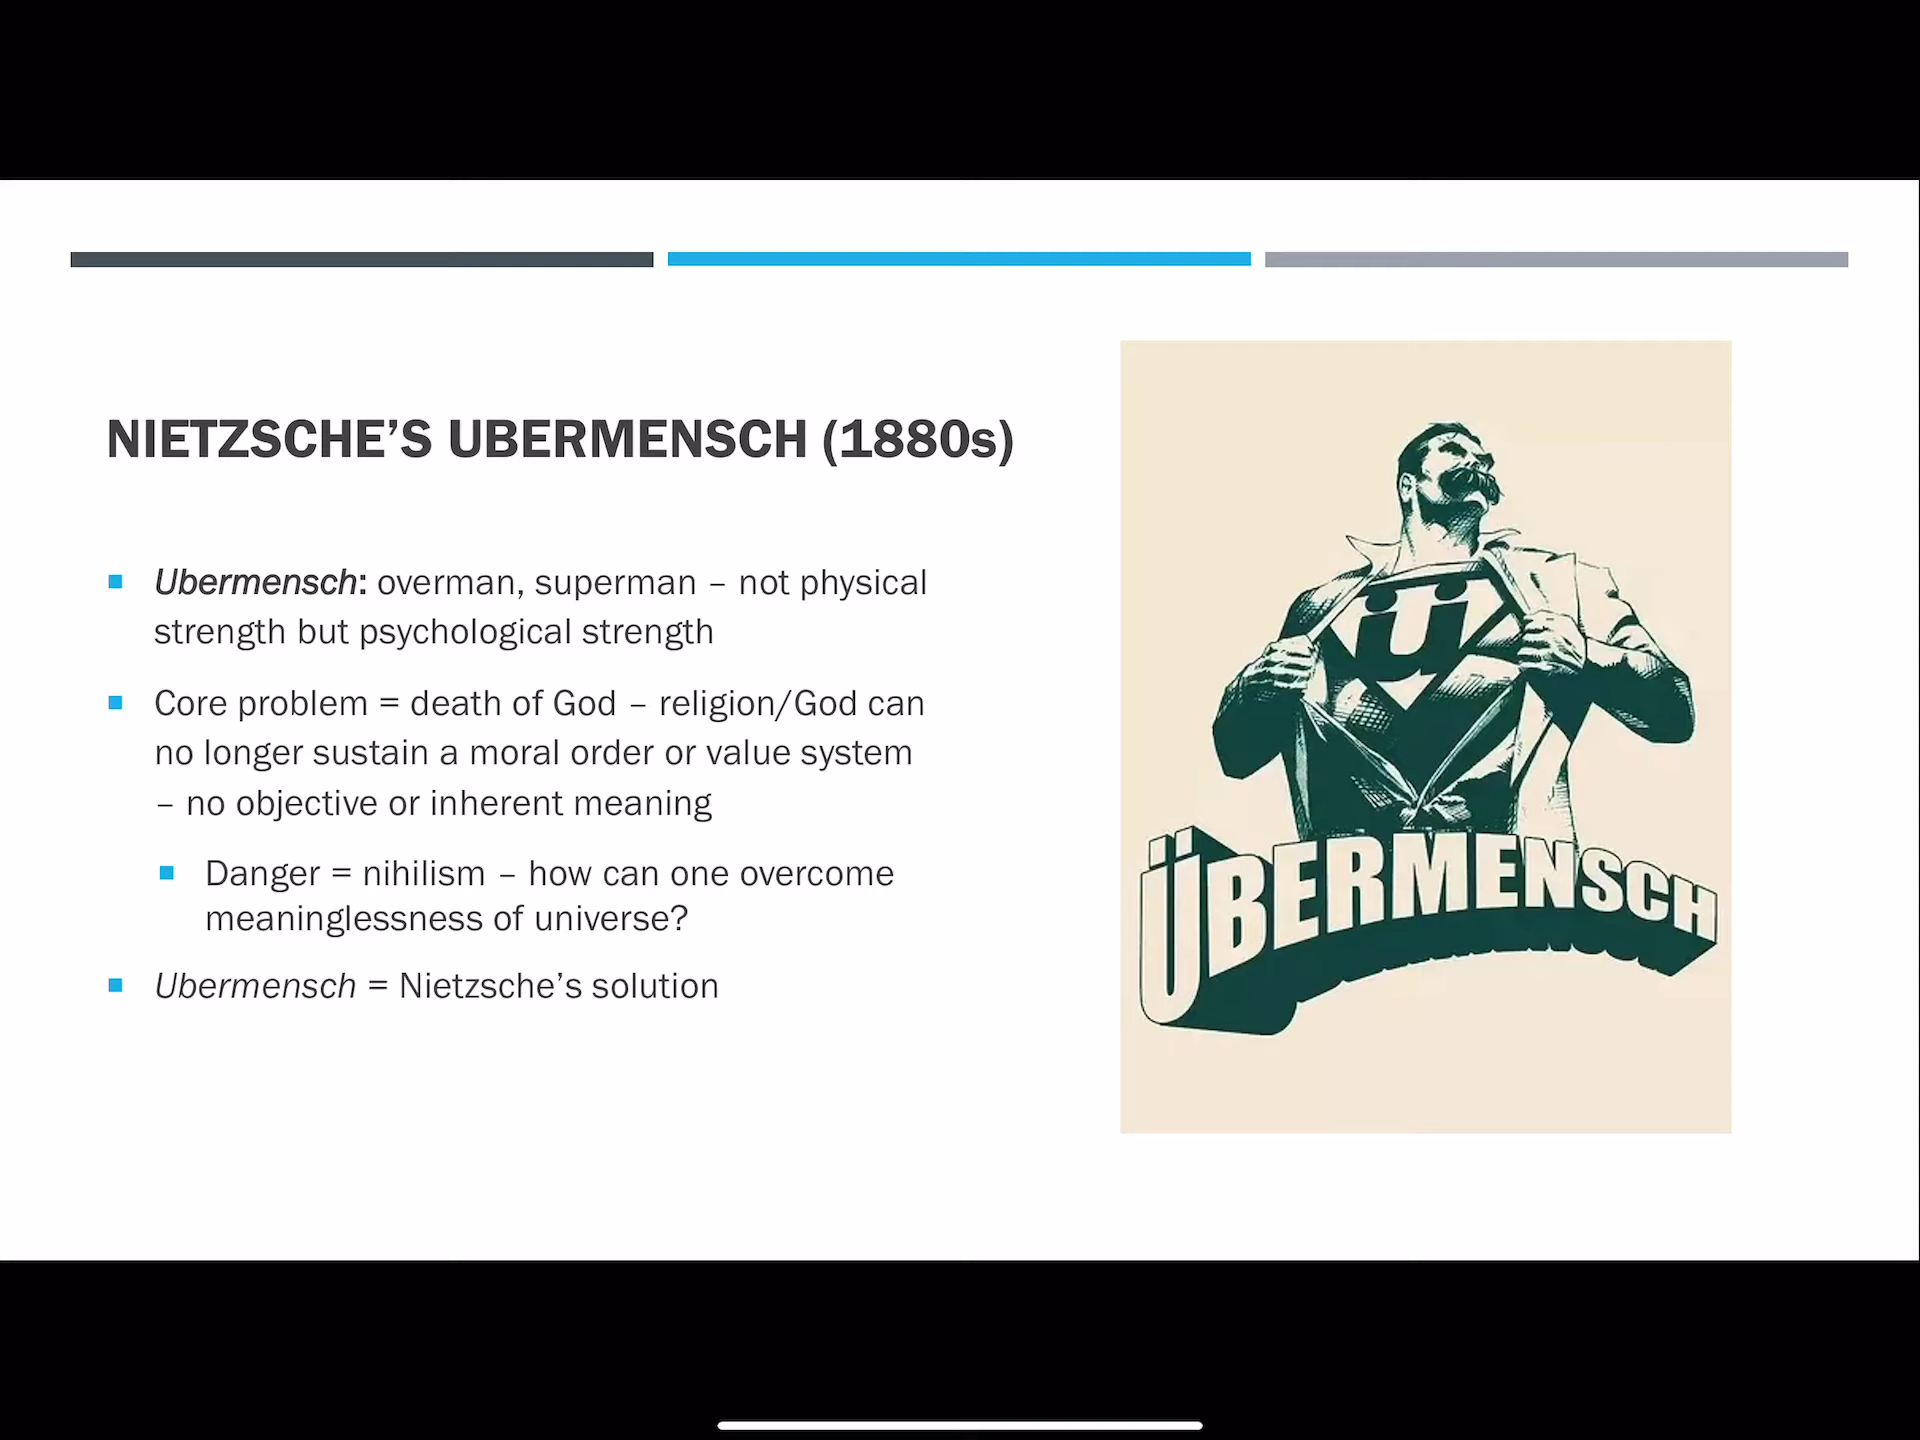 NIETZSCHE’S UBERMENSCH (1880s)
Ubermensch: overman, superman – not physical
strength but psychological strength
Core problem = death of God – religion/God can
no longer sustain a moral order or value system
– no objective or inherent meaning
Danger = nihilism – how can one overcome
meaninglessness of universe?
Ubermensch = Nietzsche’s solution
Ü
ÜBERMENSCH